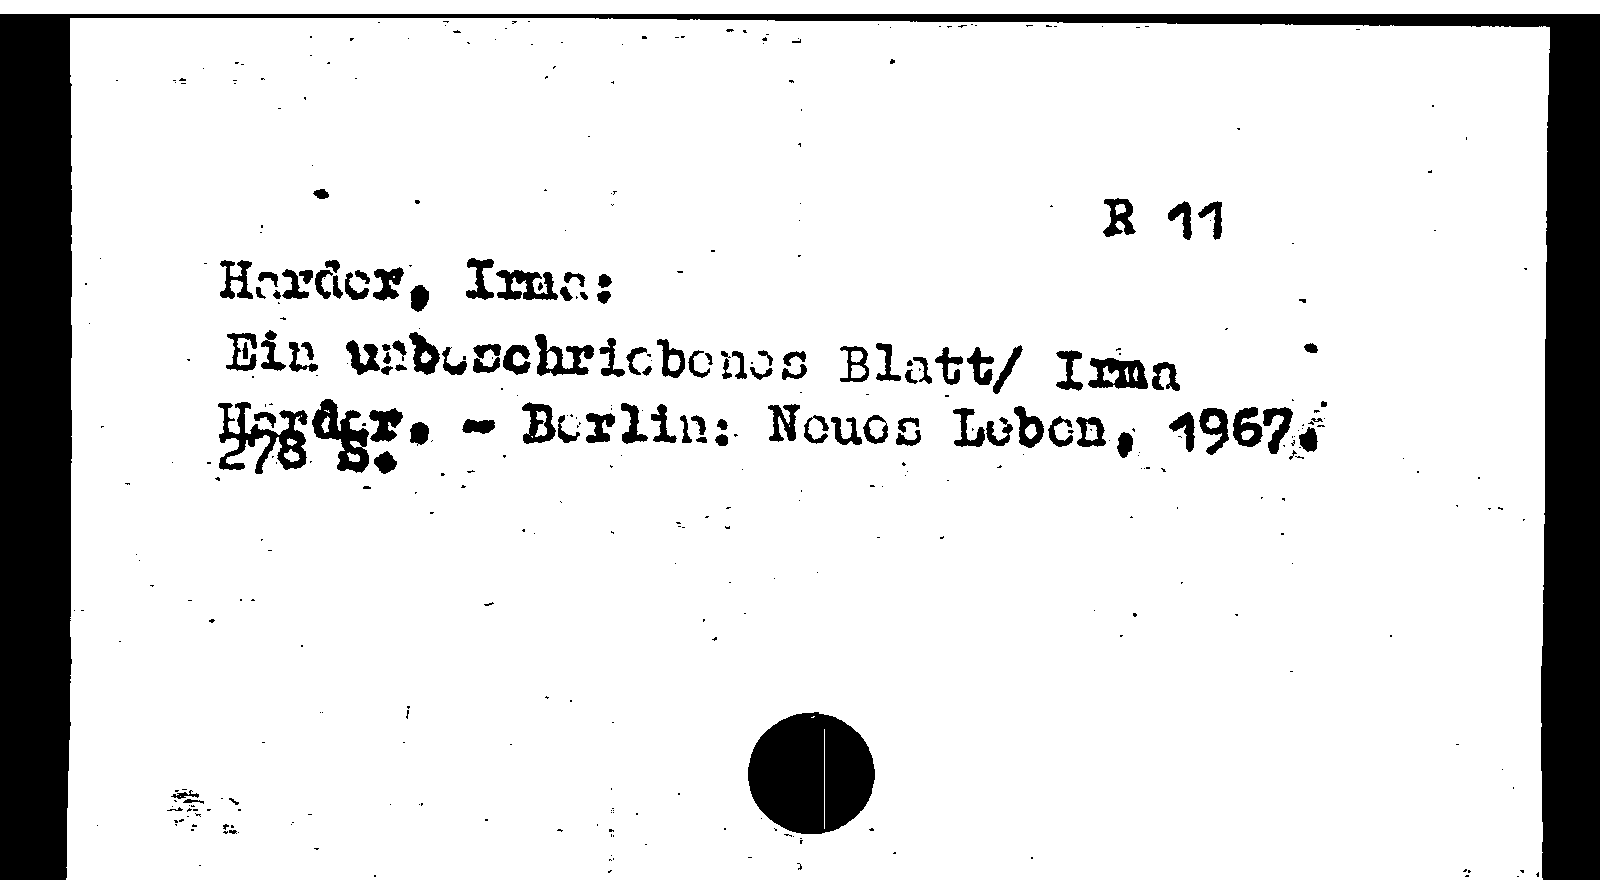 R 11
Harder, Irma:
Ein unbeschriebenes Blatt/ Irma
Harder. - Berlin: Neues Leben, 1967.
278 S.